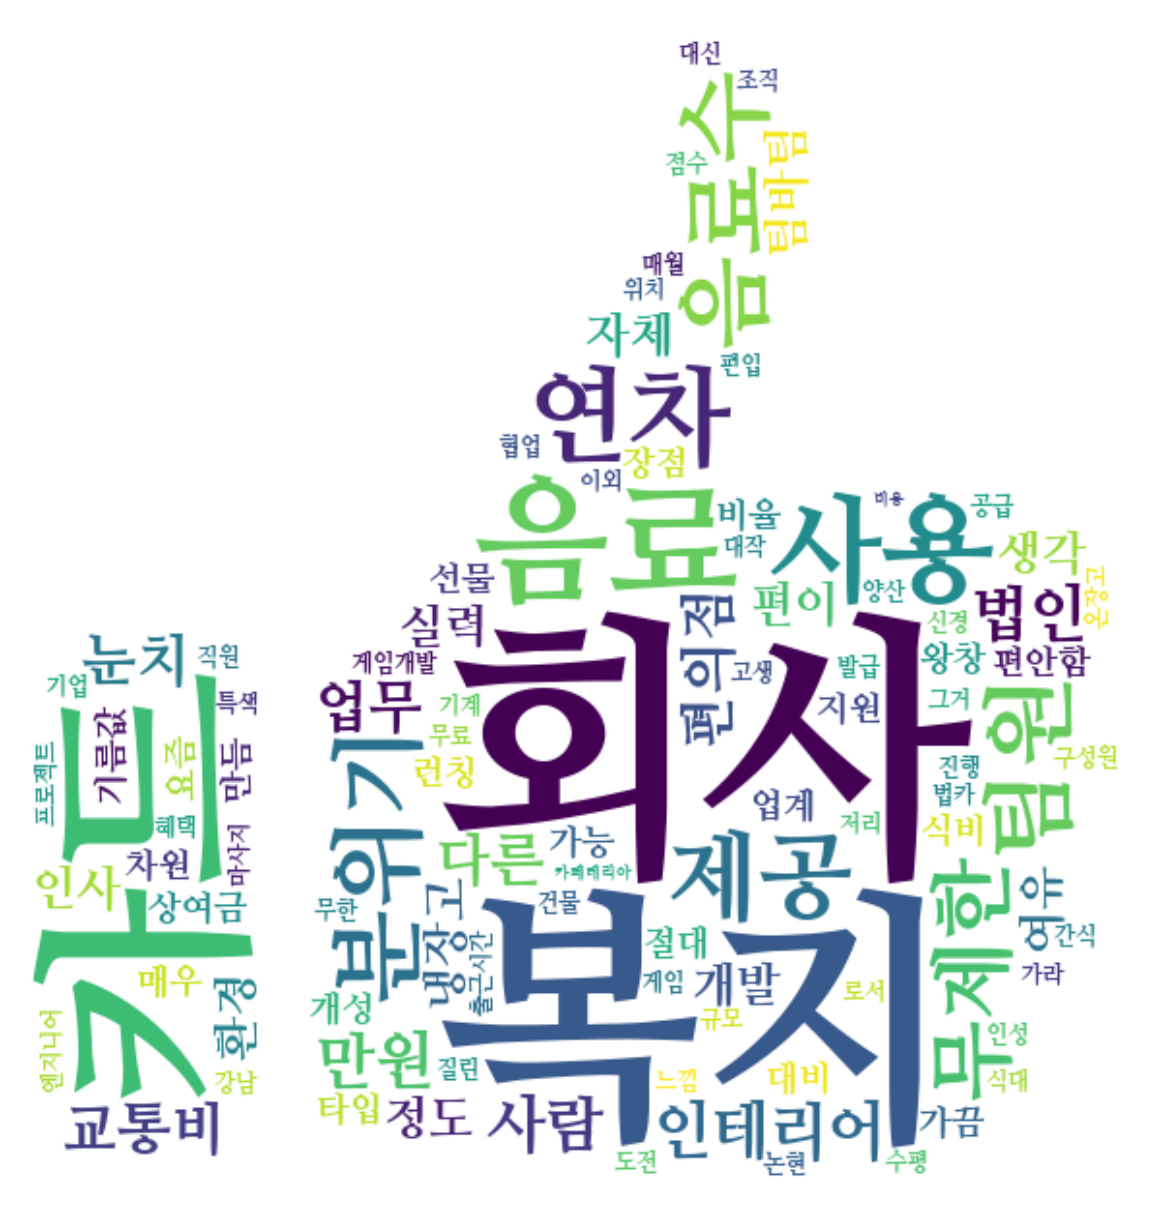 대신
조직
음료수
점수
텀바텀
매월
위치
자체
편입
연차
협업
장점
이외
음료
비율
대작
사용
비용
공급
생각
선물
편이
양산
온장고
실력
편의점
법인
신경
게임개발
회사
고생
발급
왕창
편안함
업무
기계
지원
그거
팀원
무료
런칭
구성원
진행
법카
분위기
업계
저리
식비
다른
가능
카페테리아
제공
무제한
여유
무한
냉장고
건물
출근시간
절대
간식
복지
게임
개발
로서
가라
개성
규모
인성
만원
질린
느낌
대비
식대
타입
정도
사람
인테리어
가끔
도전
논현
수평
눈치
직원
기업
특색
카드
기름값
요즘
만듬
프로젝트
혜택
마사지
차원
인사
상여금
매우
환경
엔지니어
강남
교통비